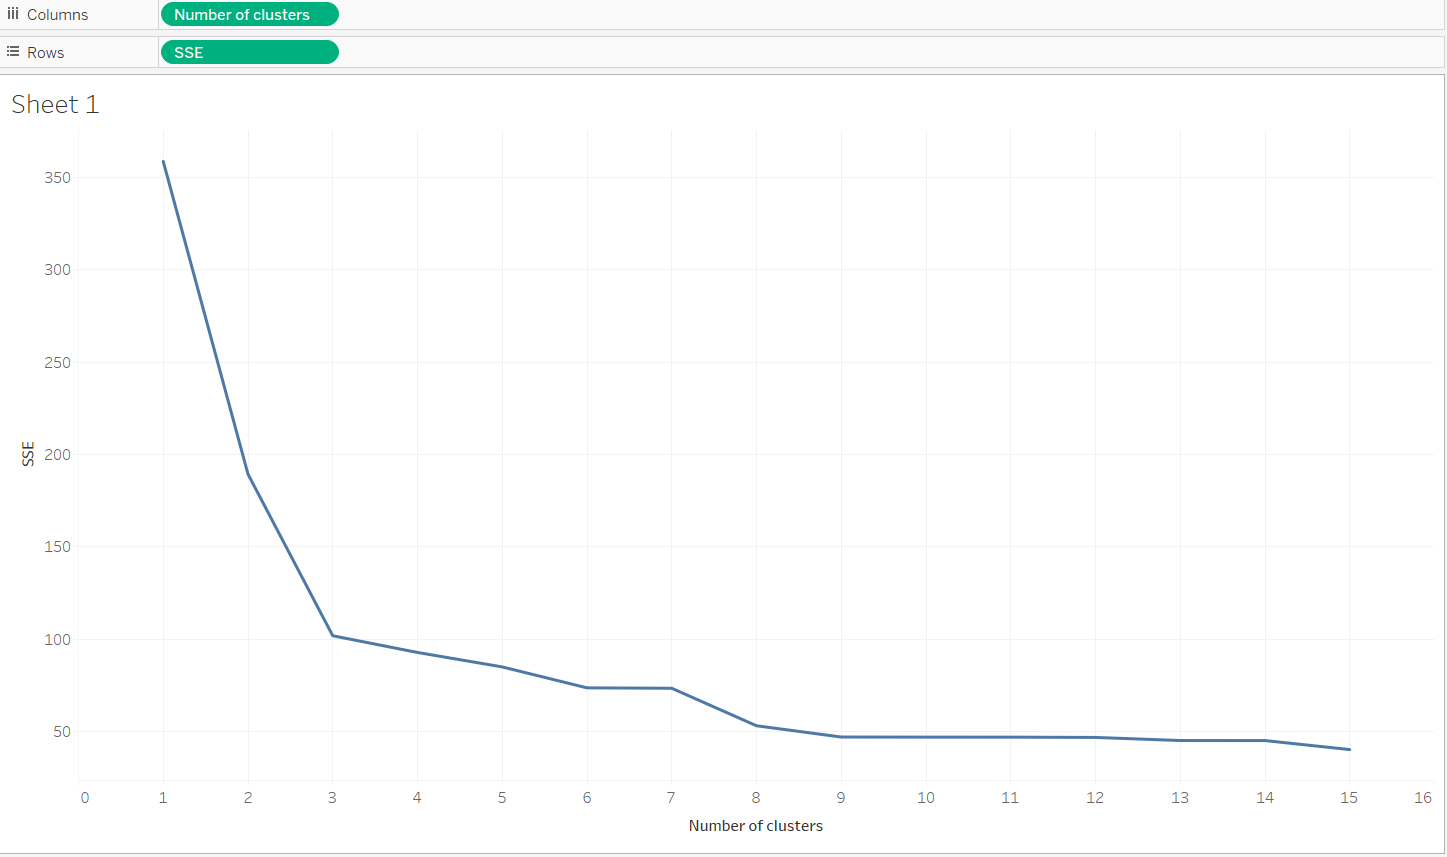 Columns
Number of clusters
Rows
SSE
Sheet 1
350
300
250
200
150
100
50
SSE
0 1 2 3 4 5 6 7 8 9 10 11 12 13 14 15 16
Number of clusters